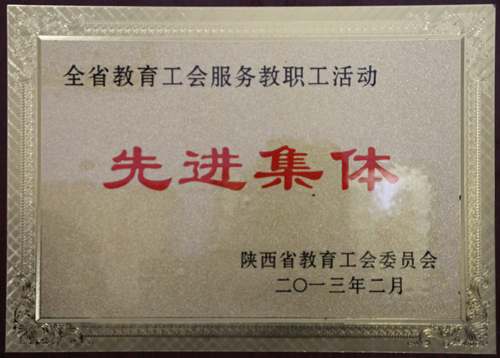 全省教育工会服务教职工活动
先进集体
陕西省教育工会委员会
二〇一三年二月